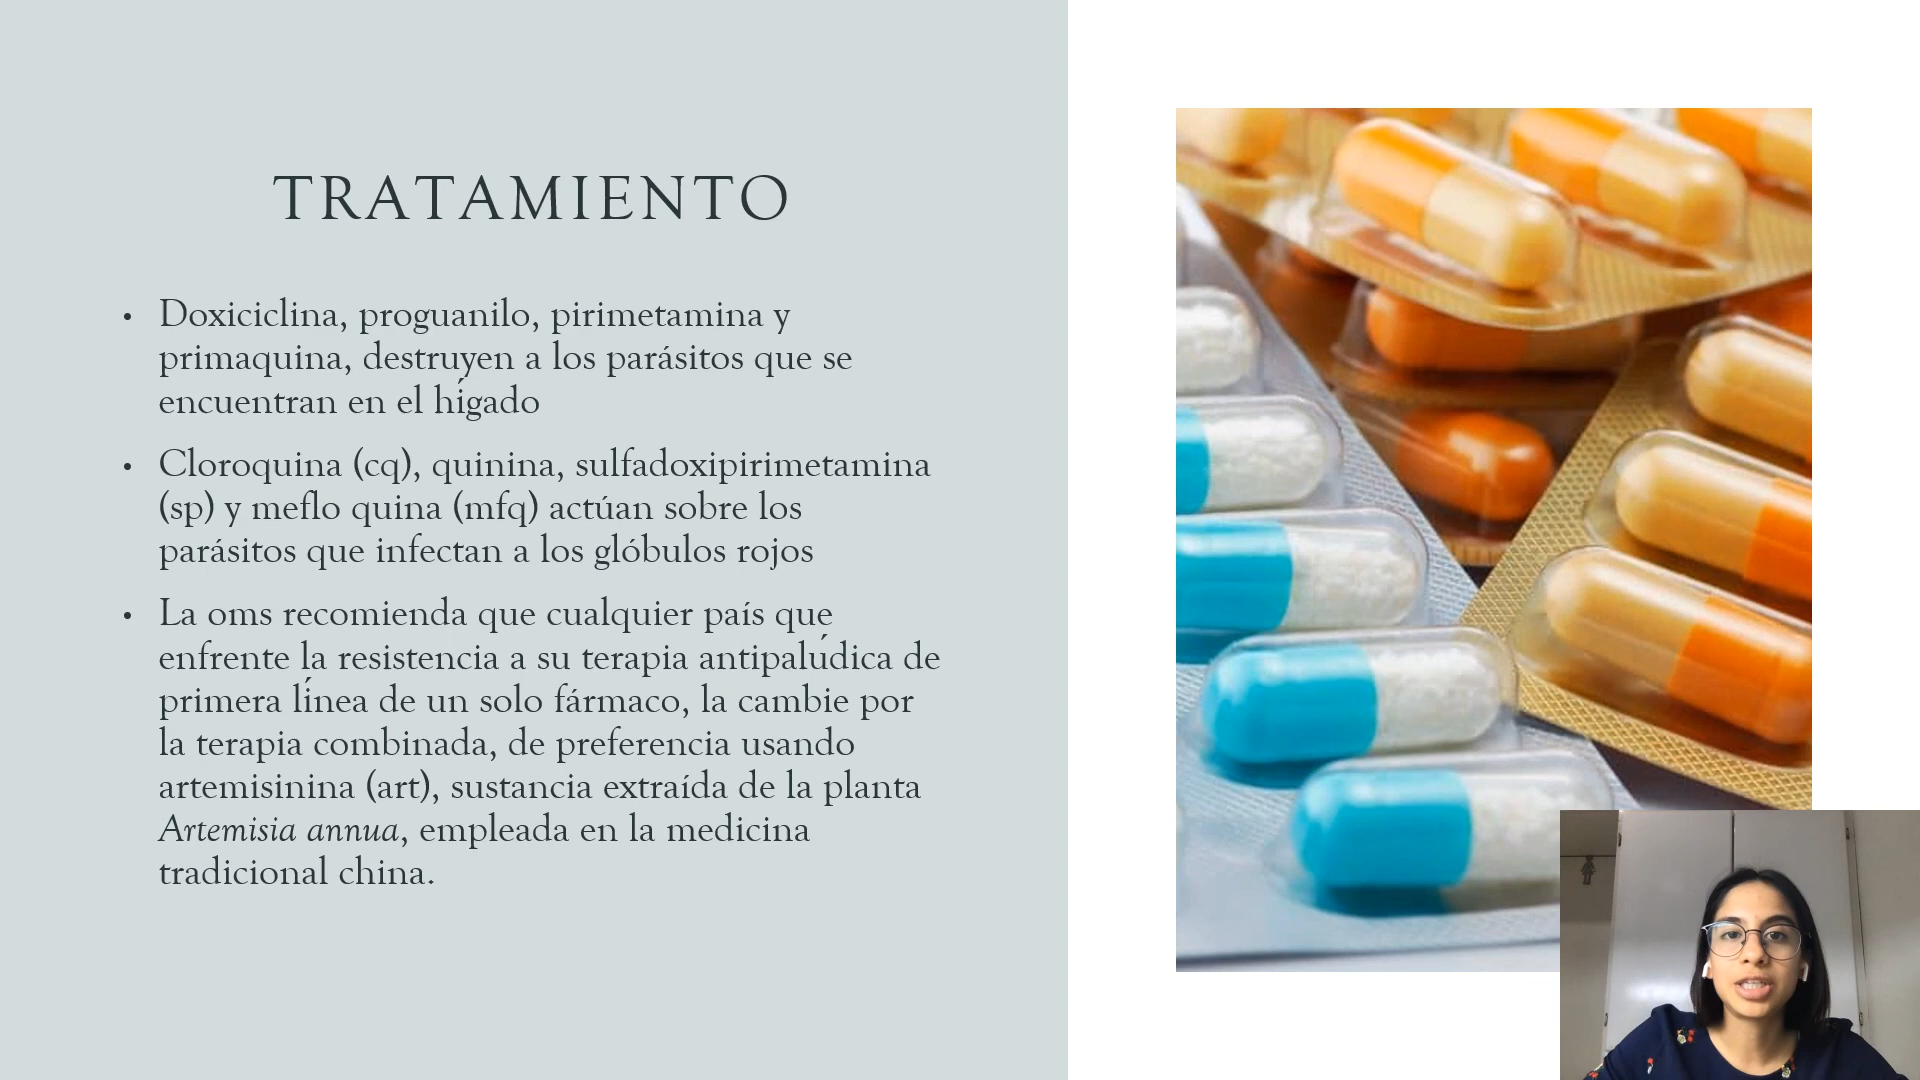 TRATAMIENTO
• Doxiciclina, proguanilo, pirimetamina y
primaquina, destruyen a los parásitos que se
encuentran en el hígado
• Cloroquina (cq), quinina, sulfadoxipirimetamina
(sp) y meflo quina (mfq) actúan sobre los
parásitos que infectan a los glóbulos rojos
• La oms recomienda que cualquier país que
enfrente la resistencia a su terapia antipalúdica de
primera línea de un solo fármaco, la cambie por
la terapia combinada, de preferencia usando
artemisinina (art), sustancia extraída de la planta
Artemisia annua, empleada en la medicina
tradicional china.